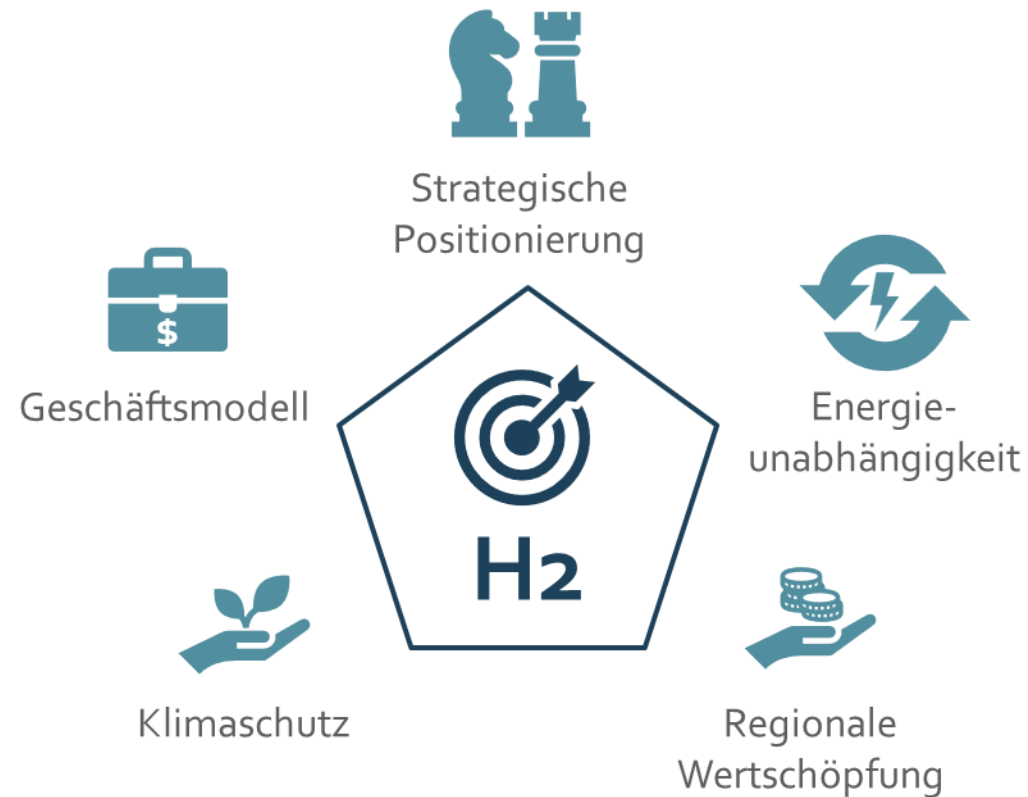 Strategische
Positionierung
$
Geschäftsmodell
Energie-
unabhängigkeit
H2
Klimaschutz
Regionale
Wertschöpfung